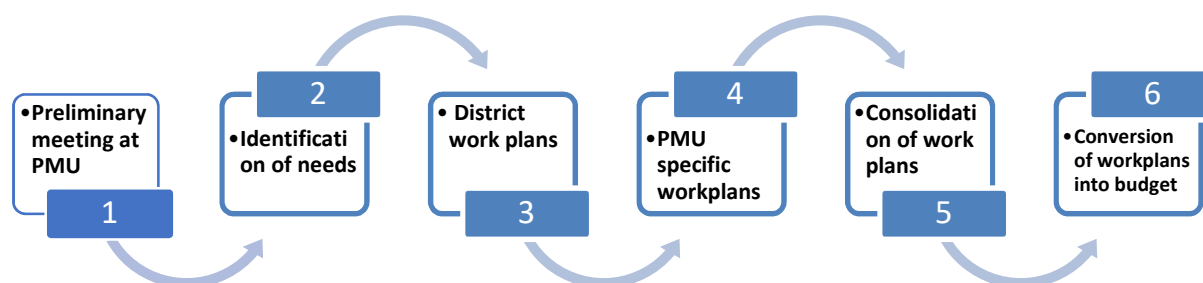 •Preliminary
meeting at
PMU
1
2
•Identificati
on of needs
• District
work plans
3
4
• PMU
specific
workplans
•Consolidati
on of work
plans
5
6
•Conversion
of workplans
into budget